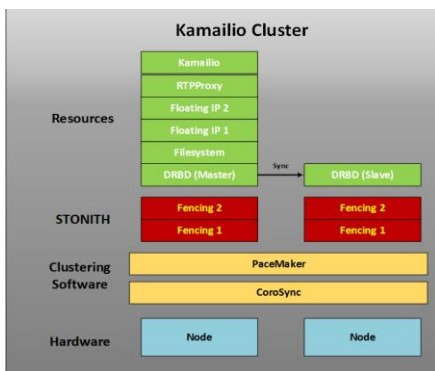 Kamailio Cluster
Kamailio
RTPProxy
Floating IP 2
Resources
Floating IP 1
Filesystem
DRBD (Master)
Sync
DRBD (Slave)
STONITH
Fencing 2
Fencing 2
Fencing 1
Fencing 1
Clustering
Software
PaceMaker
CoroSync
Hardware
Node
Node